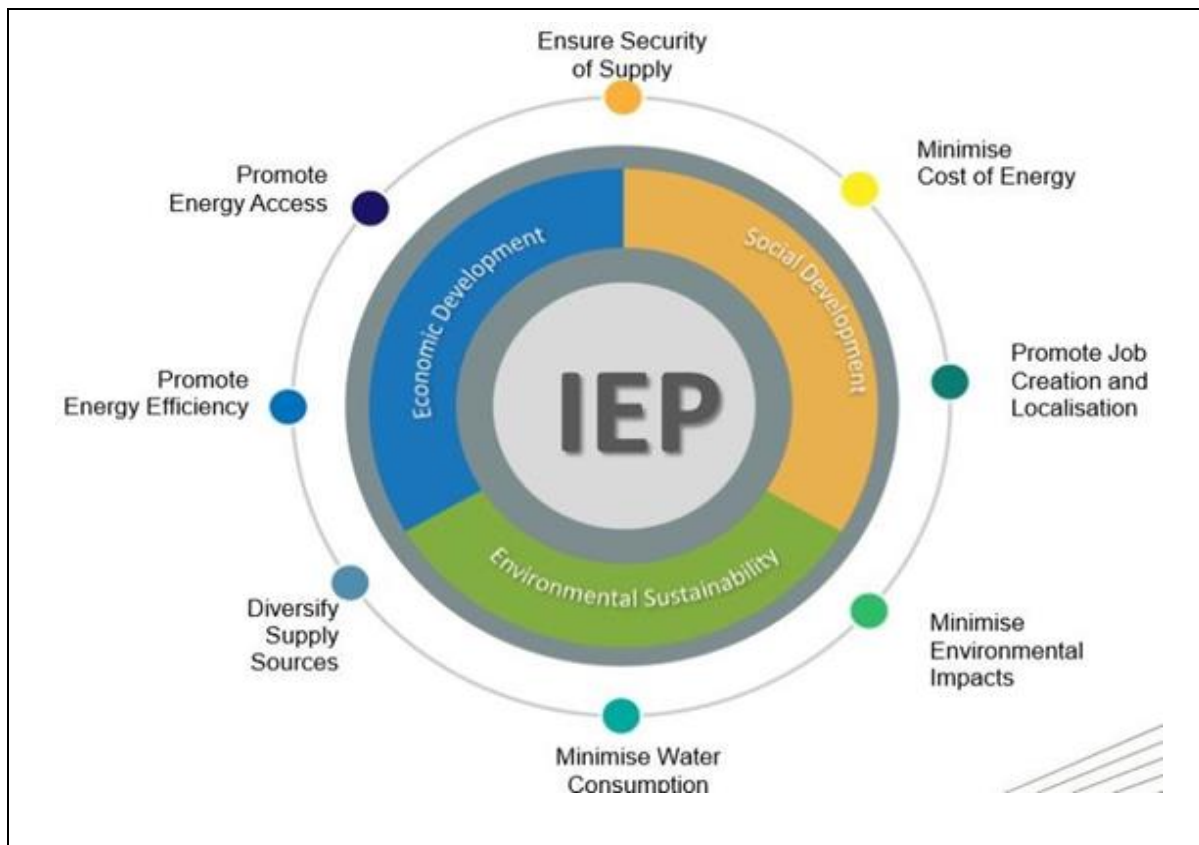 Ensure Security
of Supply
Minimise
Cost of Energy
Promote Job
Creation and
Localisation
Minimise
Environmental
Impacts
Minimise Water
Consumption
Diversify
Supply
Sources
Promote
Energy Efficiency
Promote
Energy Access
Economic Development
Social Development
Environmental Sustainability
IEP